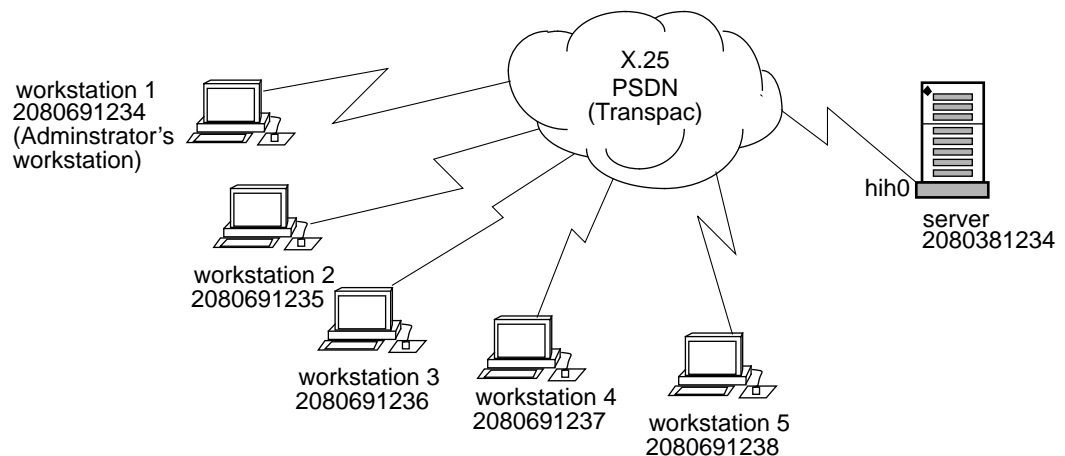 workstation 1
2080691234
(Adminstrator's
workstation)
X.25
PSDN
(Transpac)
hih0
server
2080381234
workstation 2
2080691235
workstation 3
2080691236
workstation 4
2080691237
workstation 5
2080691238